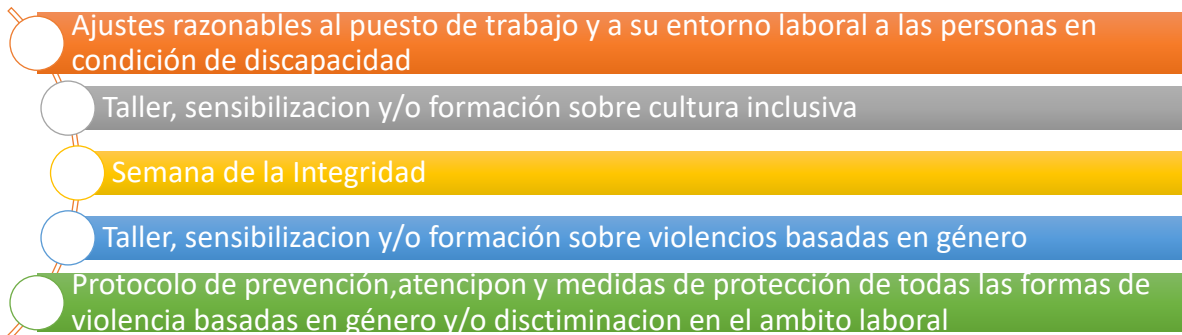 Ajustes razonables al puesto de trabajo y a su entorno laboral a las personas en
condición de discapacidad
Taller, sensibilizacion y/o formación sobre cultura inclusiva
Semana de la Integridad
Taller, sensibilizacion y/o formación sobre violencios basadas en género
Protocolo de prevención,atencipon y medidas de protección de todas las formas de
violencia basadas en género y/o disctiminacion en el ambito laboral